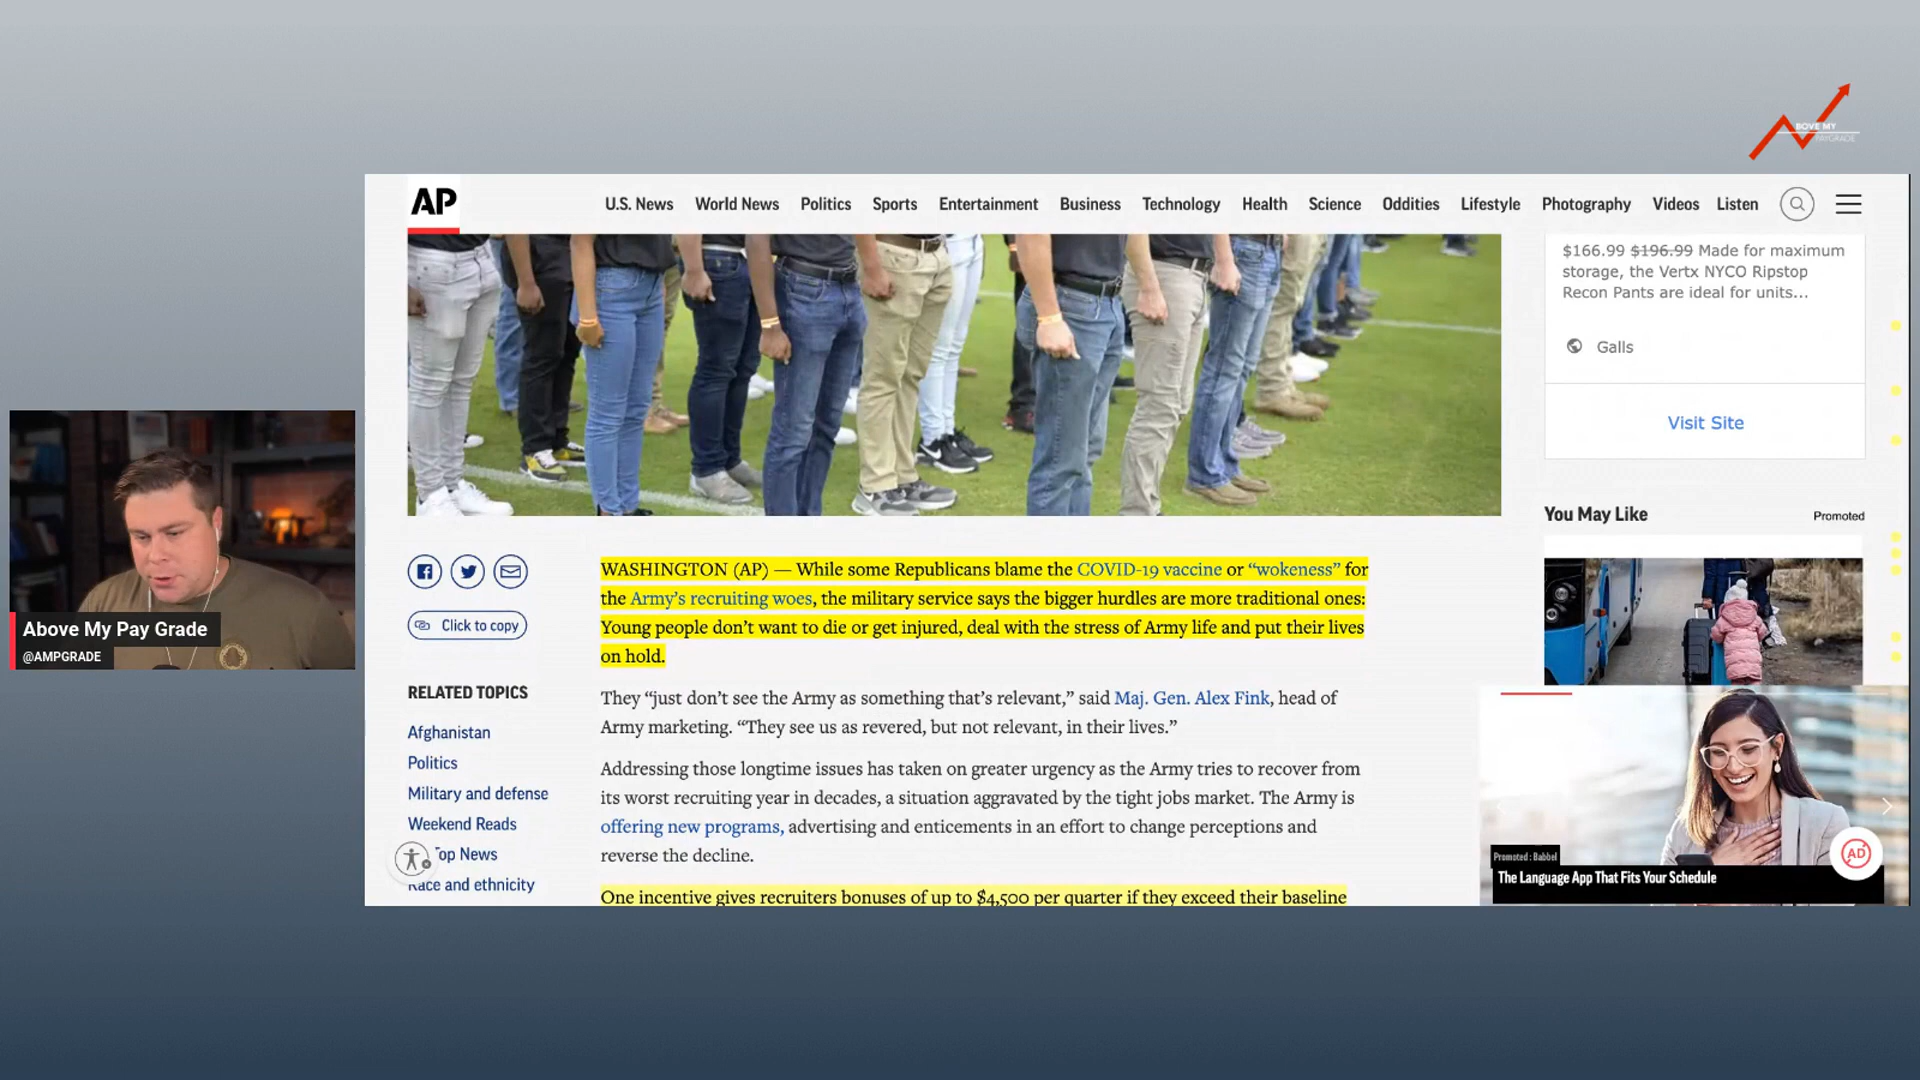 BOVE MY
PAYGRADE
AP
U.S. News World News Politics Sports Entertainment Business Technology Health Science Oddities Lifestyle Photography Videos Listen
$166.99 $196.99 Made for maximum
storage, the Vertx NYCO Ripstop
Recon Pants are ideal for units...
Galls
Visit Site
You May Like
Promoted
Above My Pay Grade
@AMPGRADE
Click to copy
RELATED TOPICS
Afghanistan
Politics
Military and defense
Weekend Reads
Top News
Race and ethnicity
WASHINGTON (AP) — While some Republicans blame the COVID-19 vaccine or “wokeness” for
the Army’s recruiting woes, the military service says the bigger hurdles are more traditional ones:
Young people don’t want to die or get injured, deal with the stress of Army life and put their lives
on hold.
They “just don’t see the Army as something that’s relevant,” said Maj. Gen. Alex Fink, head of
Army marketing. “They see us as revered, but not relevant, in their lives.”
Addressing those longtime issues has taken on greater urgency as the Army tries to recover from
its worst recruiting year in decades, a situation aggravated by the tight jobs market. The Army is
offering new programs, advertising and enticements in an effort to change perceptions and
reverse the decline.
One incentive gives recruiters bonuses of up to $4,500 per quarter if they exceed their baseline
Promoted: Babbel
The Language App That Fits Your Schedule
AD